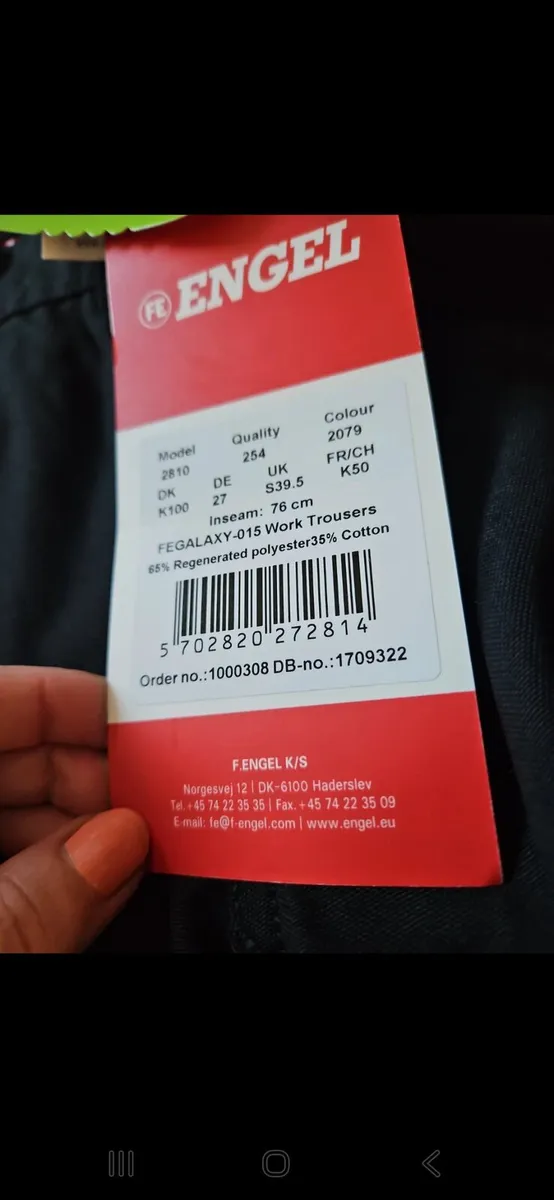 FE ENGEL
Model Quality Colour
2810 254 2079
DK DE UK FR/CH
K100 27 S39.5 K50
Inseam: 76 cm
FEGALAXY-015 Work Trousers
65% Regenerated polyester35% Cotton
5 702820 272814
Order no.:1000308 DB-no.:1709322
F.ENGEL K/S
Norgesvej 12 | DK-6100 Haderslev
Tel. +45 74 22 35 35 | Fax. +45 74 22 35 09
E-mail: fe@f-engel.com | www.engel.eu